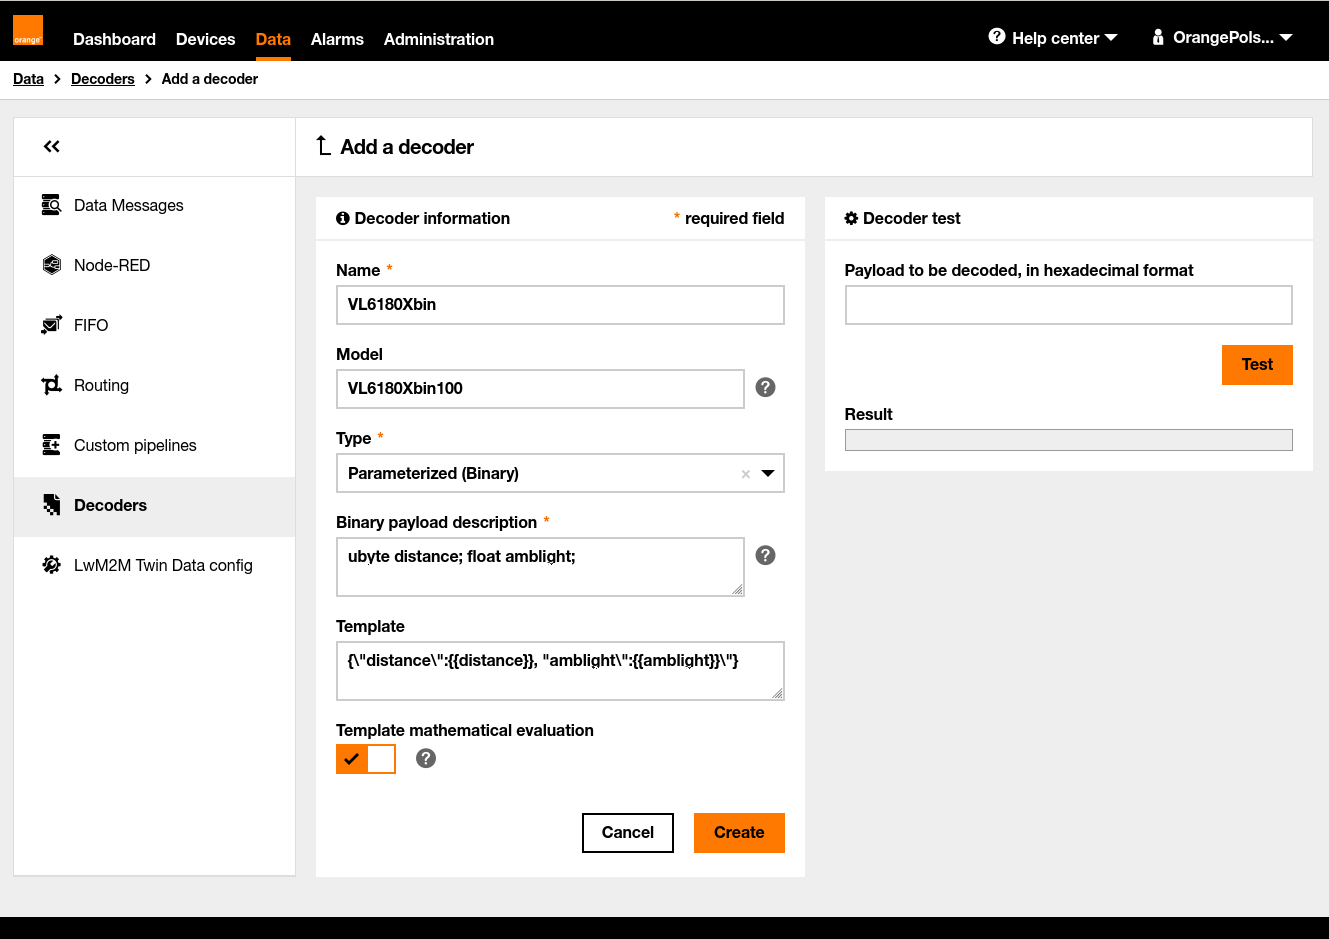 orange
Dashboard Devices Data Alarms Administration Help center OrangePols...
Data > Decoders > Add a decoder
Add a decoder
Data Messages
Node-RED
FIFO
Routing
Custom pipelines
Decoders
LwM2M Twin Data config
Decoder information * required field
Name *
VL6180Xbin
Model
VL6180Xbin100
Type *
Parameterized (Binary)
Binary payload description *
ubyte distance; float amblight;
Template
{\"distance\":{{distance}}, "amblight\":{{amblight}}\"}
Template mathematical evaluation
Cancel Create
Decoder test
Payload to be decoded, in hexadecimal format
Test
Result